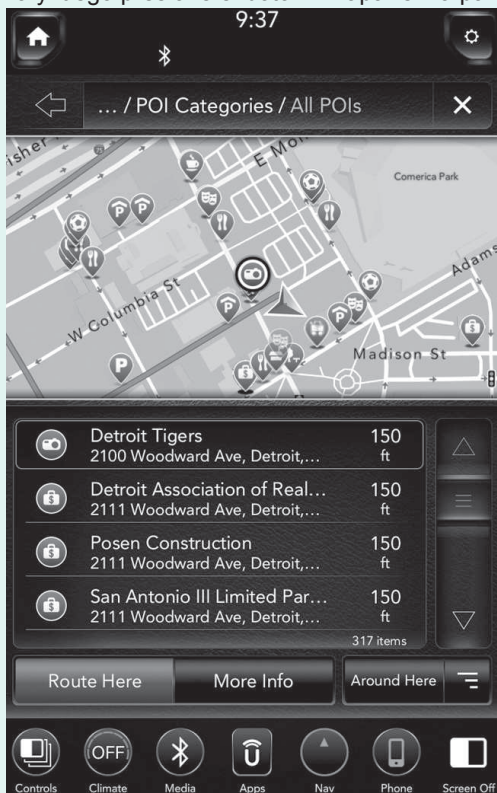 9:37
... / POI Categories / All POIs
isher
E Mon
Comerica Park
Adams
W Columbia St
Madison St
Detroit Tigers
150
2100 Woodward Ave, Detroit,...
ft
Detroit Association of Real...
150
2111 Woodward Ave, Detroit,...
ft
Posen Construction
150
2111 Woodward Ave, Detroit,...
ft
San Antonio III Limited Par...
150
2111 Woodward Ave, Detroit,...
ft
317 items
Route Here
More Info
Around Here
OFF
Controls
Climate
Media
Apps
Nav
Phone
Screen Off